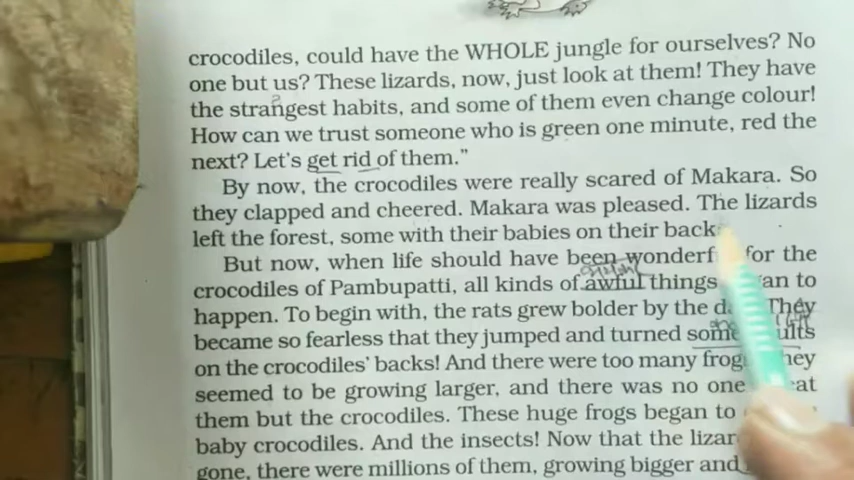 crocodiles, could have the WHOLE jungle for ourselves? No
one but us? These lizards, now, just look at them! They have
the strangest habits, and some of them even change colour!
How can we trust someone who is green one minute, red the
next? Let's get rid of them."
By now, the crocodiles were really scared of Makara. So
they clapped and cheered. Makara was pleased. The lizards
left the forest, some with their babies on their
But now, when life should have been for the
crocodiles of Pambupatti, all kinds of awful things to
happen. To begin with, the rats grew bolder by the They
became so fearless that they jumped and turned
on the crocodiles' backs! And there were too many
seemed to be growing larger, and there was no one
them but the crocodiles. These huge frogs began to
baby crocodiles. And the insects! Now that the
gone, there were millions of them, growing bigger and